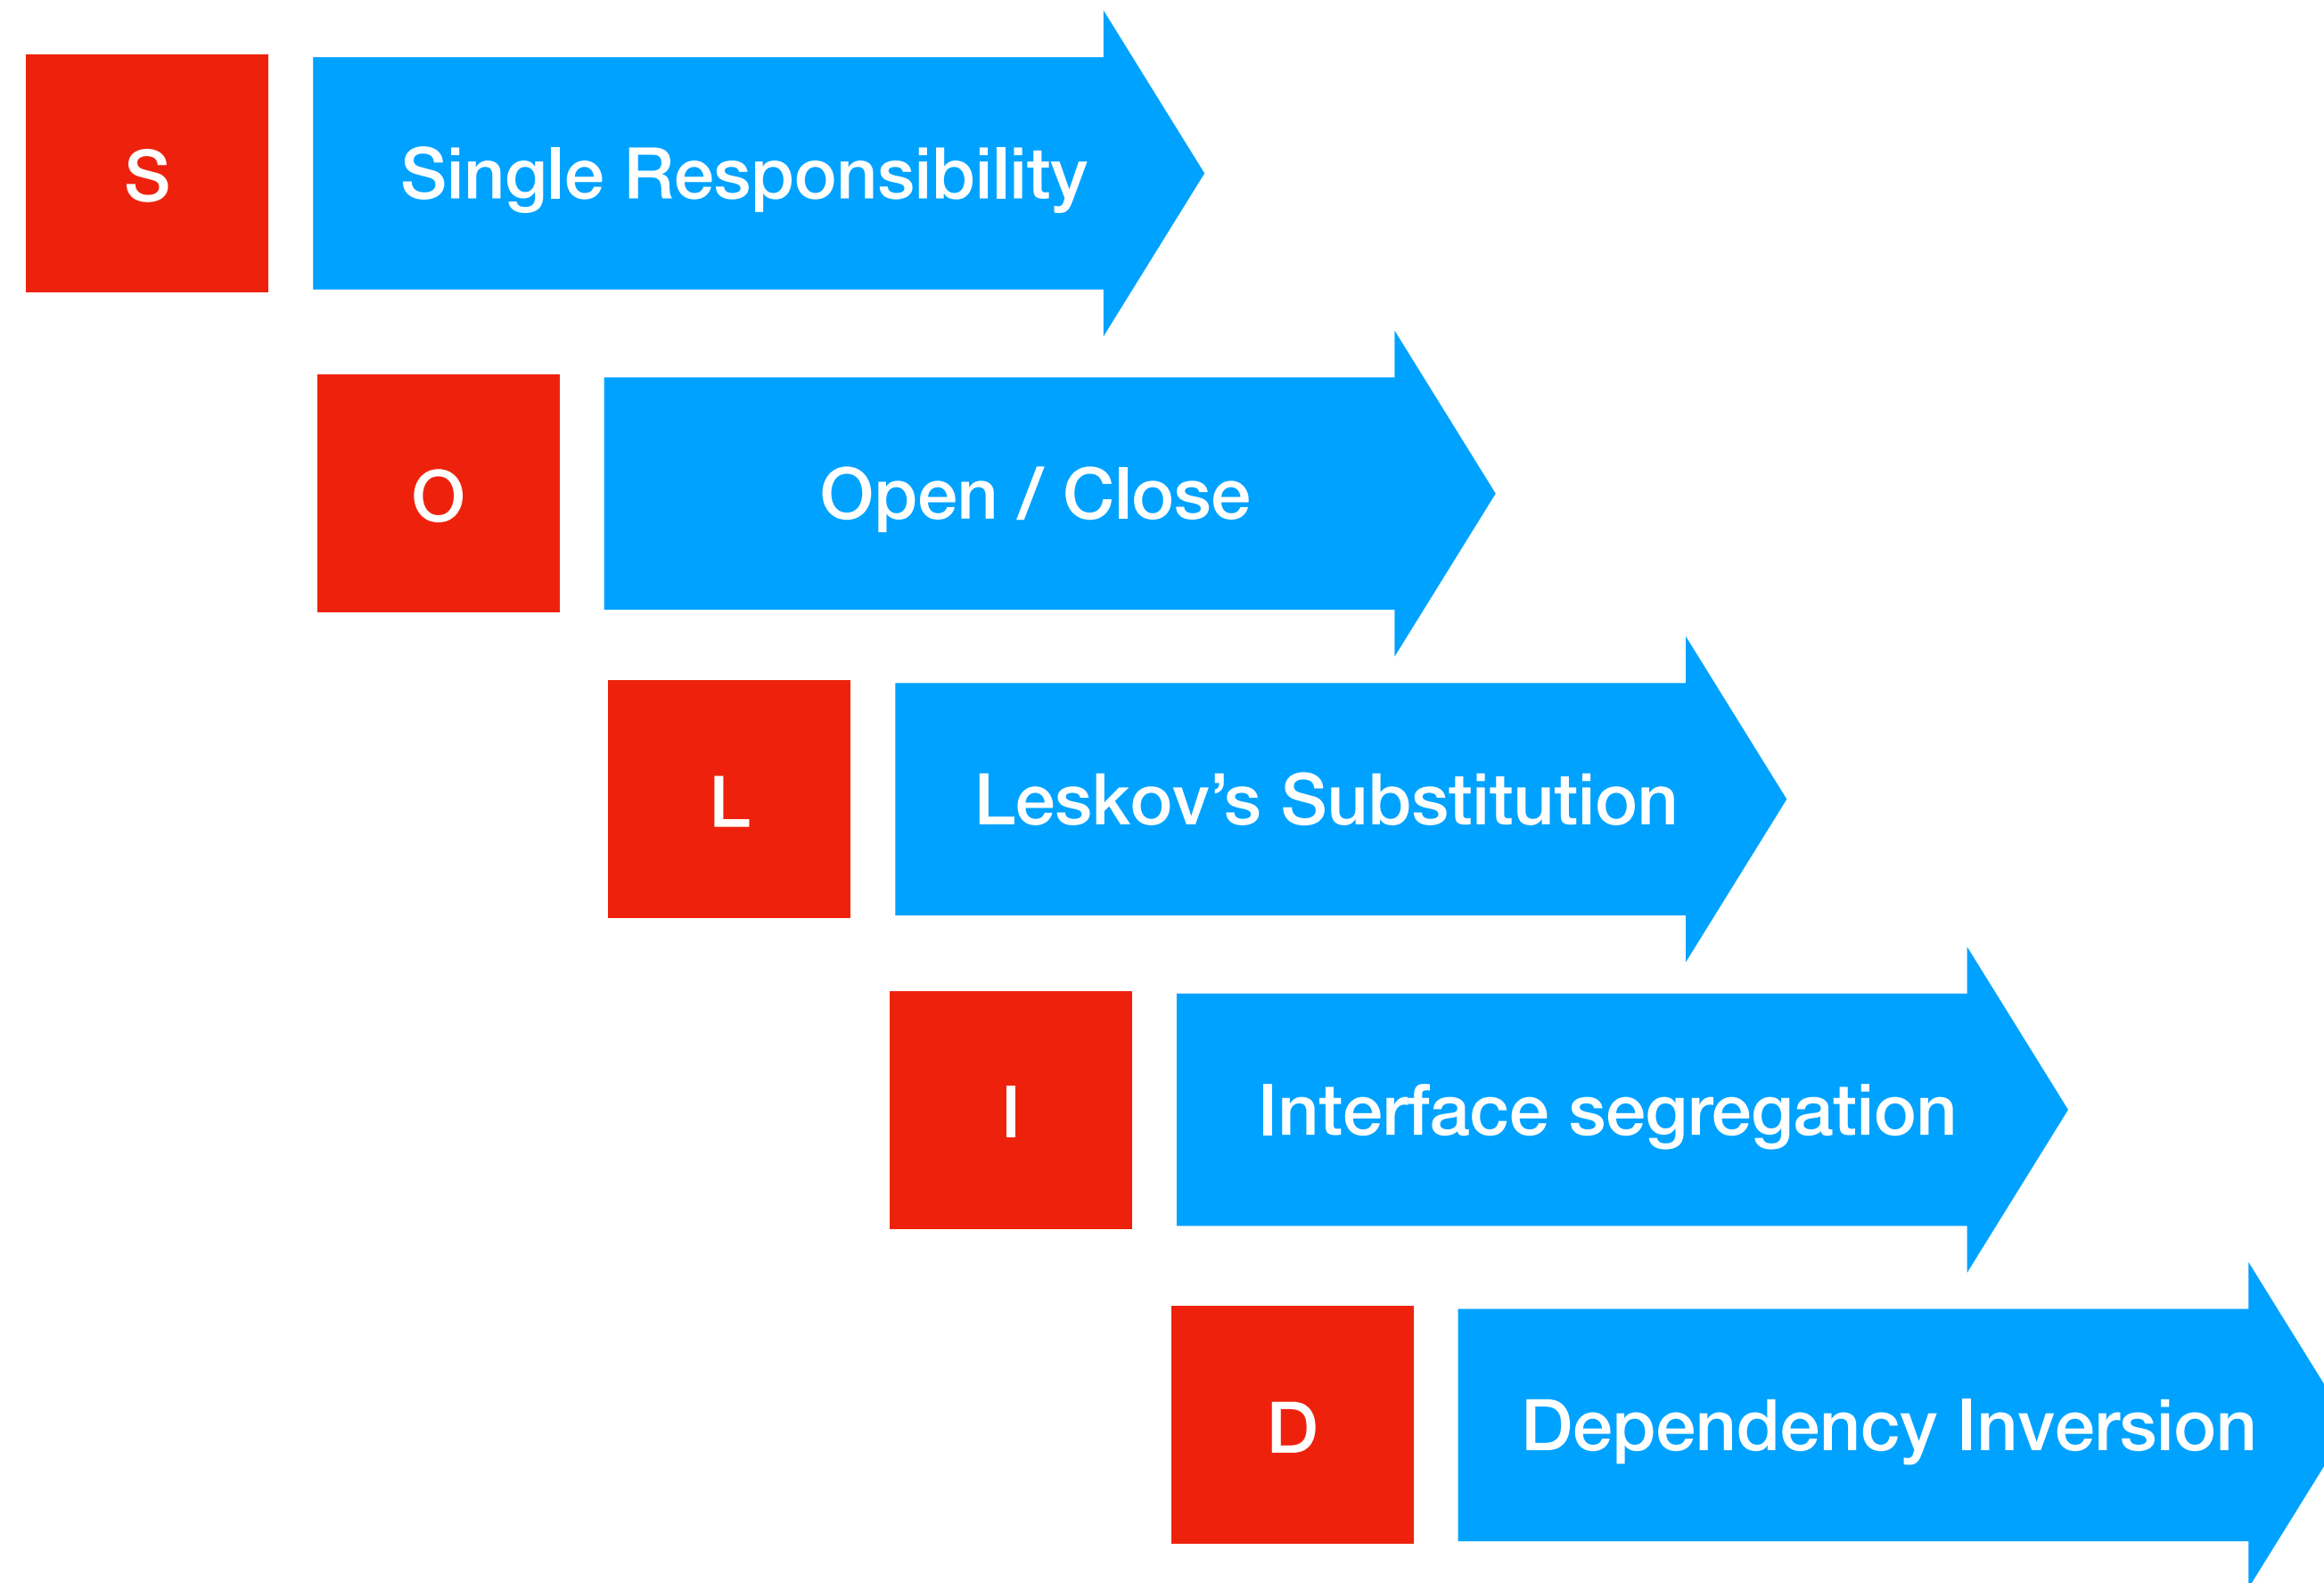 S
Single Responsibility
O
Open / Close
L
Leskov’s Substitution
I
Interface segregation
D
Dependency Inversion